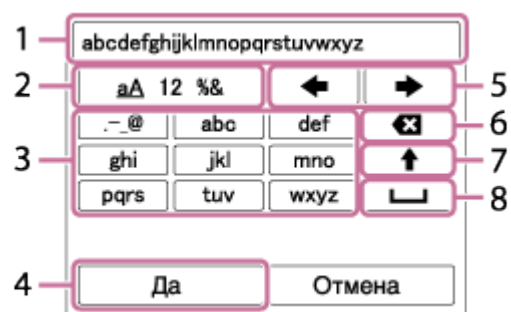 1 abcdefghijklmnopqrstuvwxyz
2 aA 12 %& 5
3 .-_@ abc def 6
ghi jkl mno 7
pqrs tuv wxyz 8
4 Да Отмена